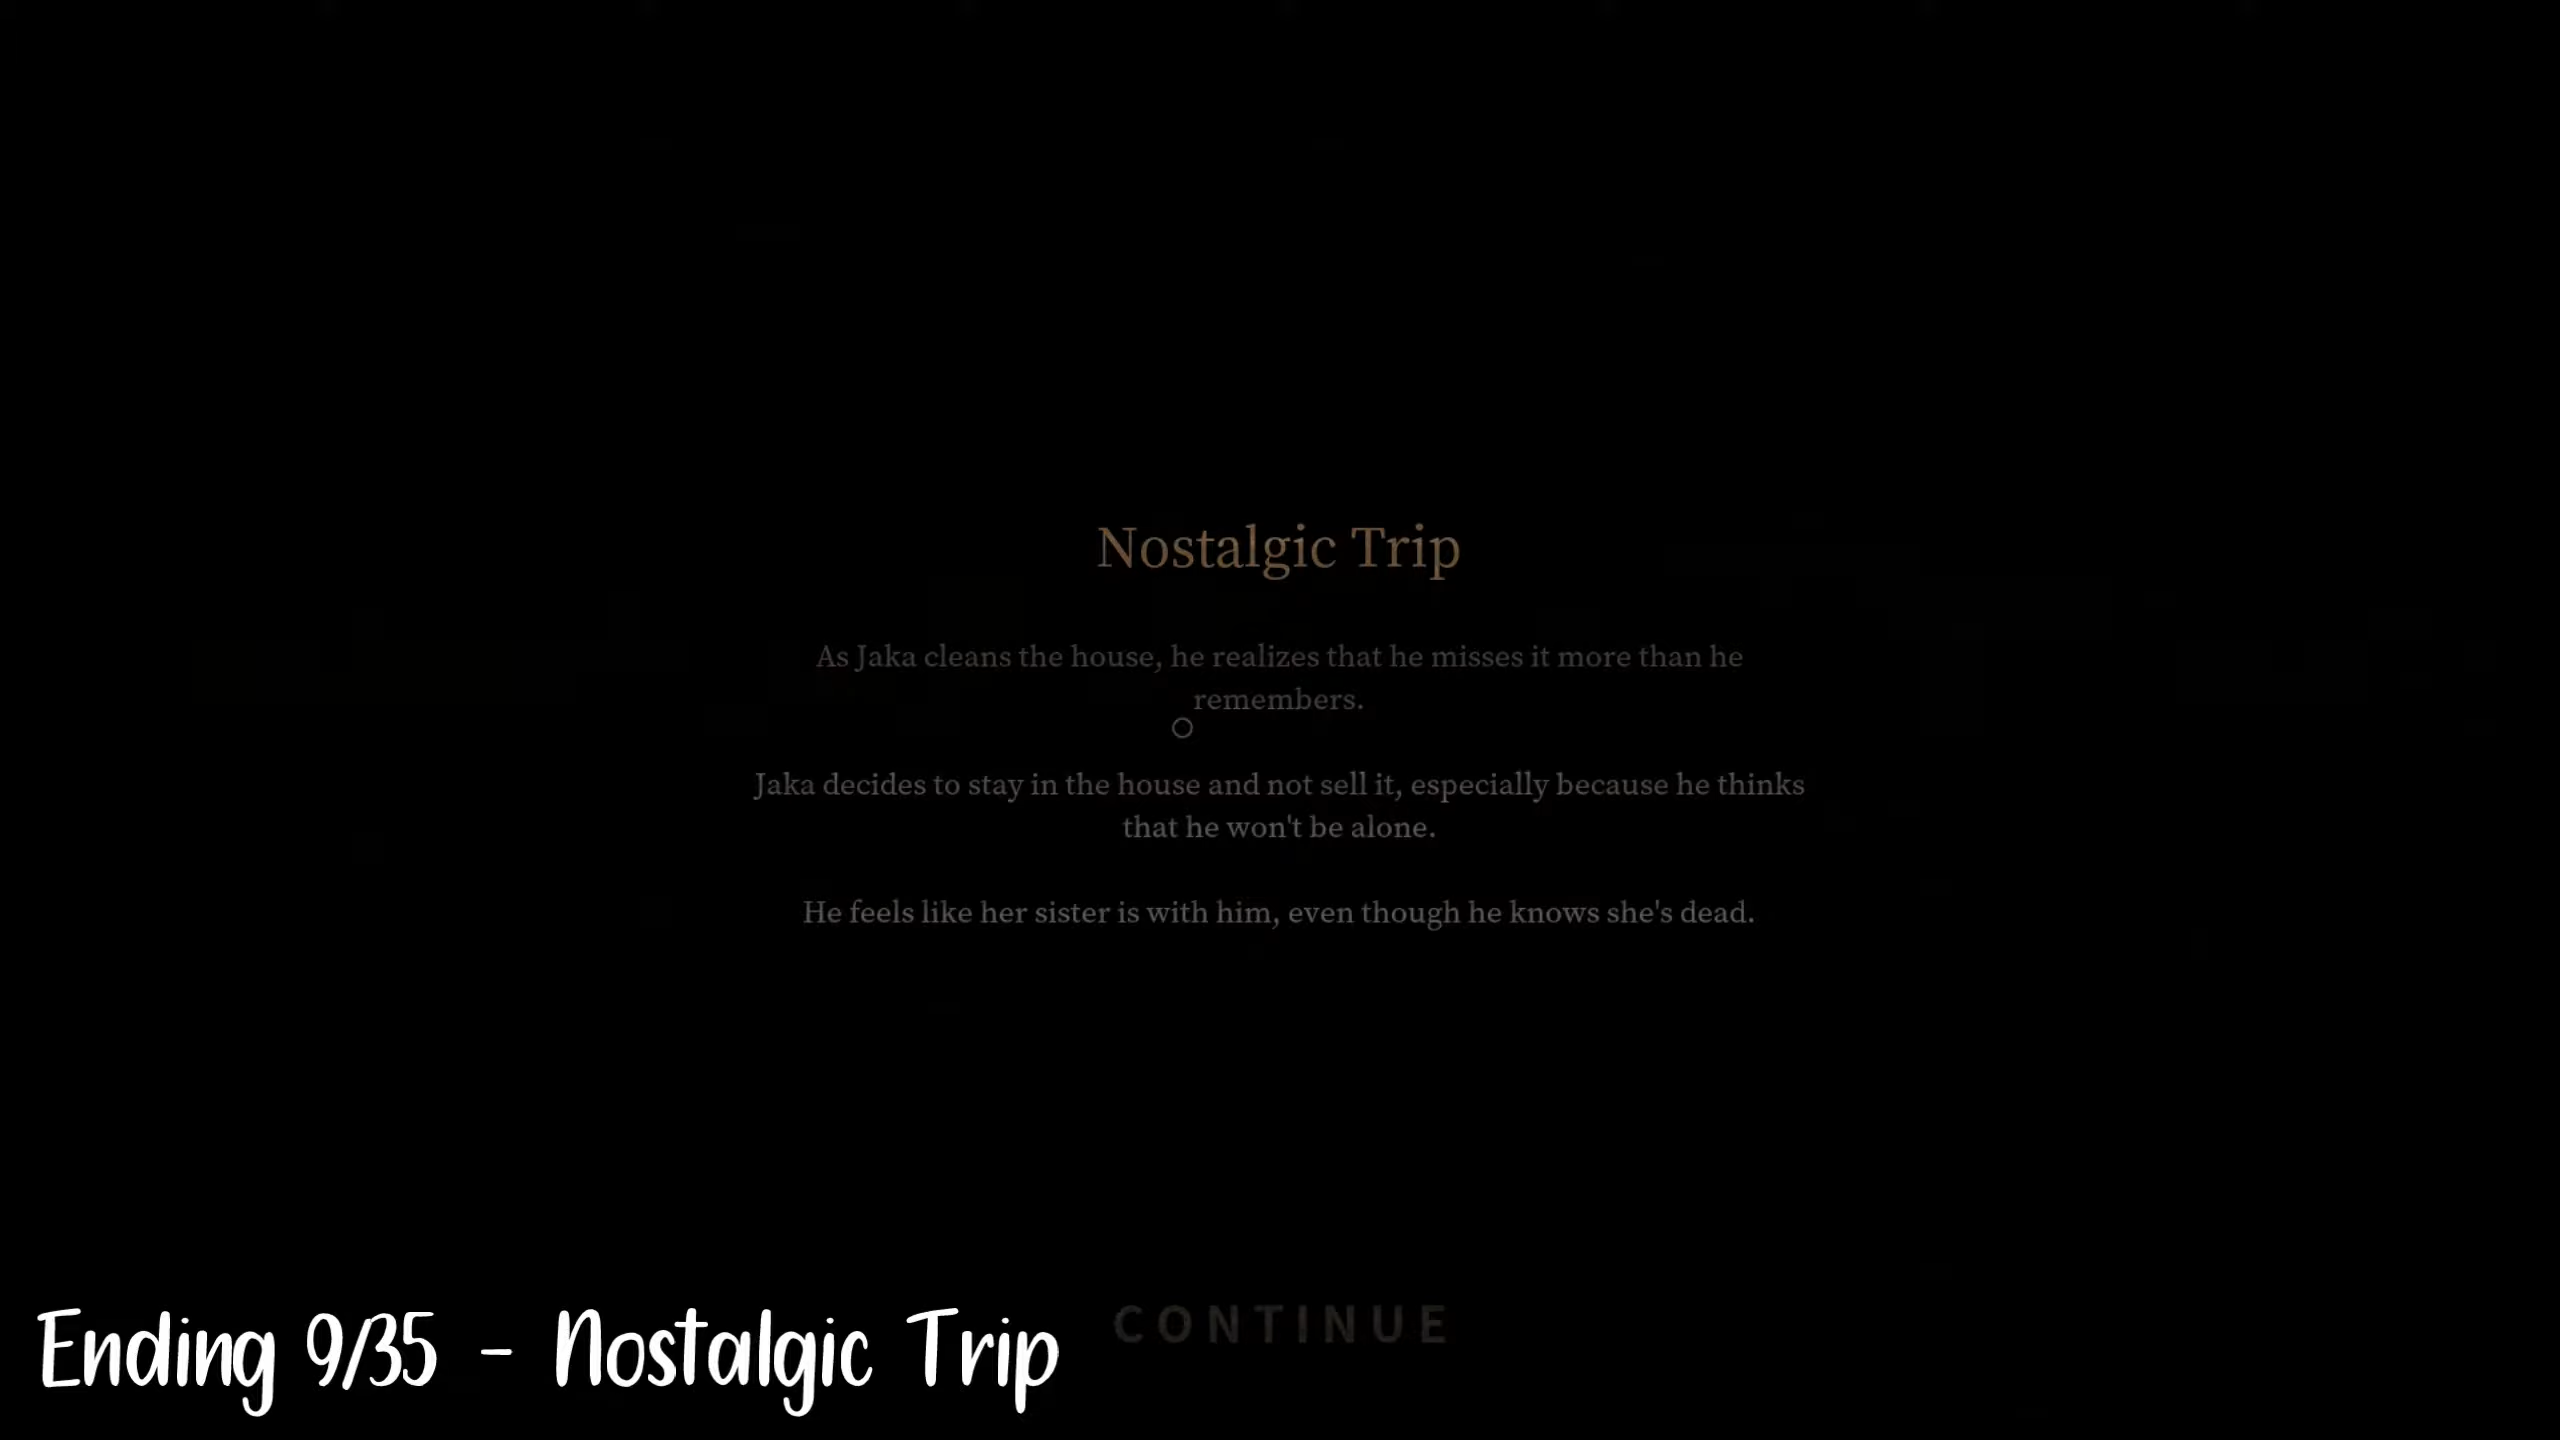 Nostalgic Trip
As Jaka cleans the house, he realizes that he misses it more than he
remembers.
Jaka decides to stay in the house and not sell it, especially because he thinks
that he won't be alone.
He feels like her sister is with him, even though he knows she's dead.
CONTINUE
Ending 9/35 - Nostalgic Trip